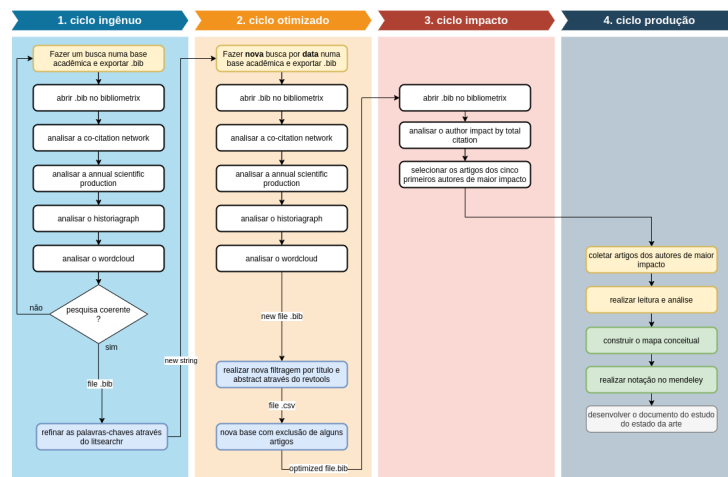 1. ciclo ingênuo
Fazer um busca numa base
acadêmica e exportar .bib
abrir .bib no bibliometrix
analisar a co-citation network
analisar a annual scientific
production
analisar o historiagraph
analisar o wordcloud
pesquisa coerente
?
não
sim
file .bib
refinar as palavras-chaves através
do litsearchr
new string
2. ciclo otimizado
Fazer nova busca por data numa
base acadêmica e exportar .bib
abrir .bib no bibliometrix
analisar a co-citation network
analisar a annual scientific
production
analisar o historiagraph
analisar o wordcloud
new file .bib
realizar nova filtragem por título e
abstract através do revtools
file .csv
nova base com exclusão de alguns
artigos
optimized file.bib
3. ciclo impacto
abrir .bib no bibliometrix
analisar o author impact by total
citation
selecionar os artigos dos cinco
primeiros autores de maior impacto
4. ciclo produção
coletar artigos dos autores de maior
impacto
realizar leitura e análise
construir o mapa conceitual
realizar notação no mendeley
desenvolver o documento do estudo
do estado da arte